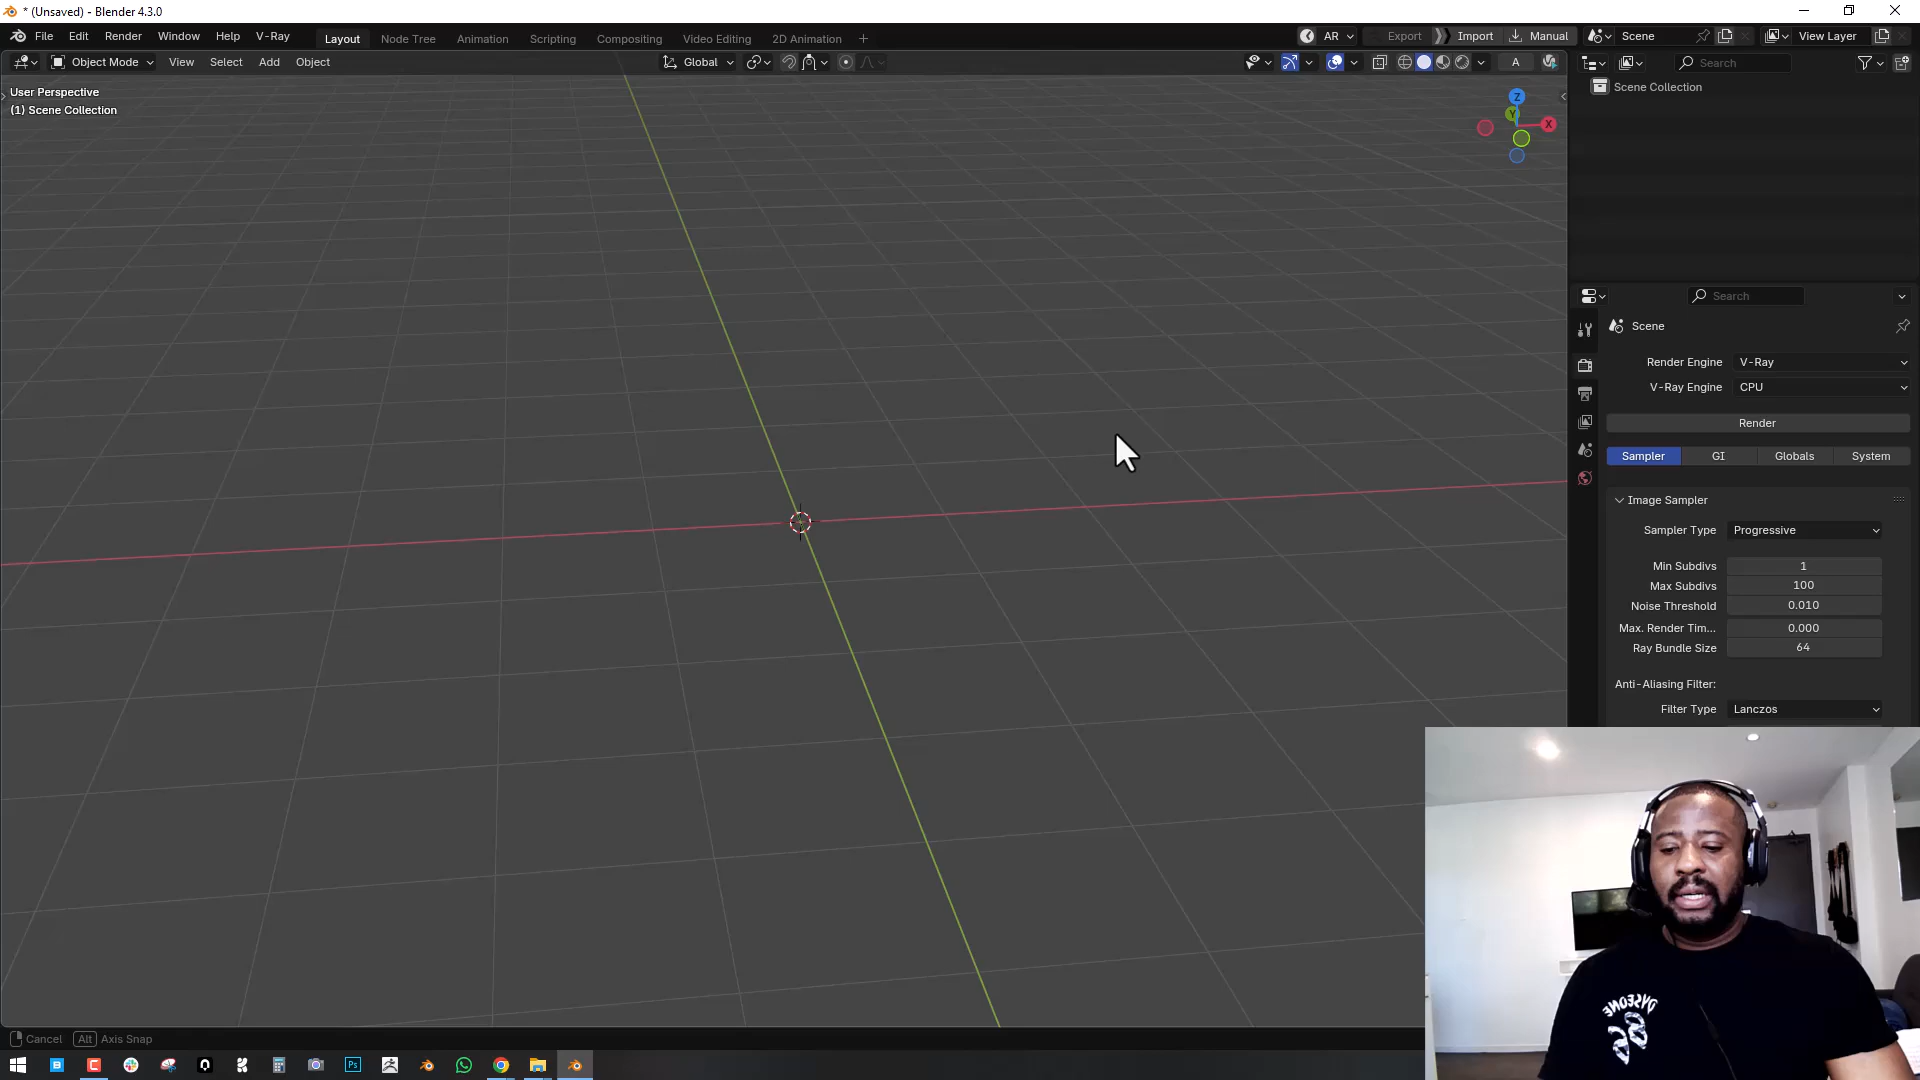 * (Unsaved) - Blender 4.3.0
File Edit Render Window Help V-Ray Layout Node Tree Animation Scripting Compositing Video Editing 2D Animation + AR Export Import Manual Scene View Layer
Object Mode View Select Add Object Global A Search
User Perspective
(1) Scene Collection
Z
Y
X
Scene Collection
Search
Scene
Render Engine V-Ray
V-Ray Engine CPU
Render
Sampler GI Globals System
Image Sampler
Sampler Type Progressive
Min Subdivs 1
Max Subdivs 100
Noise Threshold 0.010
Max. Render Tim... 0.000
Ray Bundle Size 64
Anti-Aliasing Filter:
Filter Type Lanczos
Cancel Alt Axis Snap
B C Ps